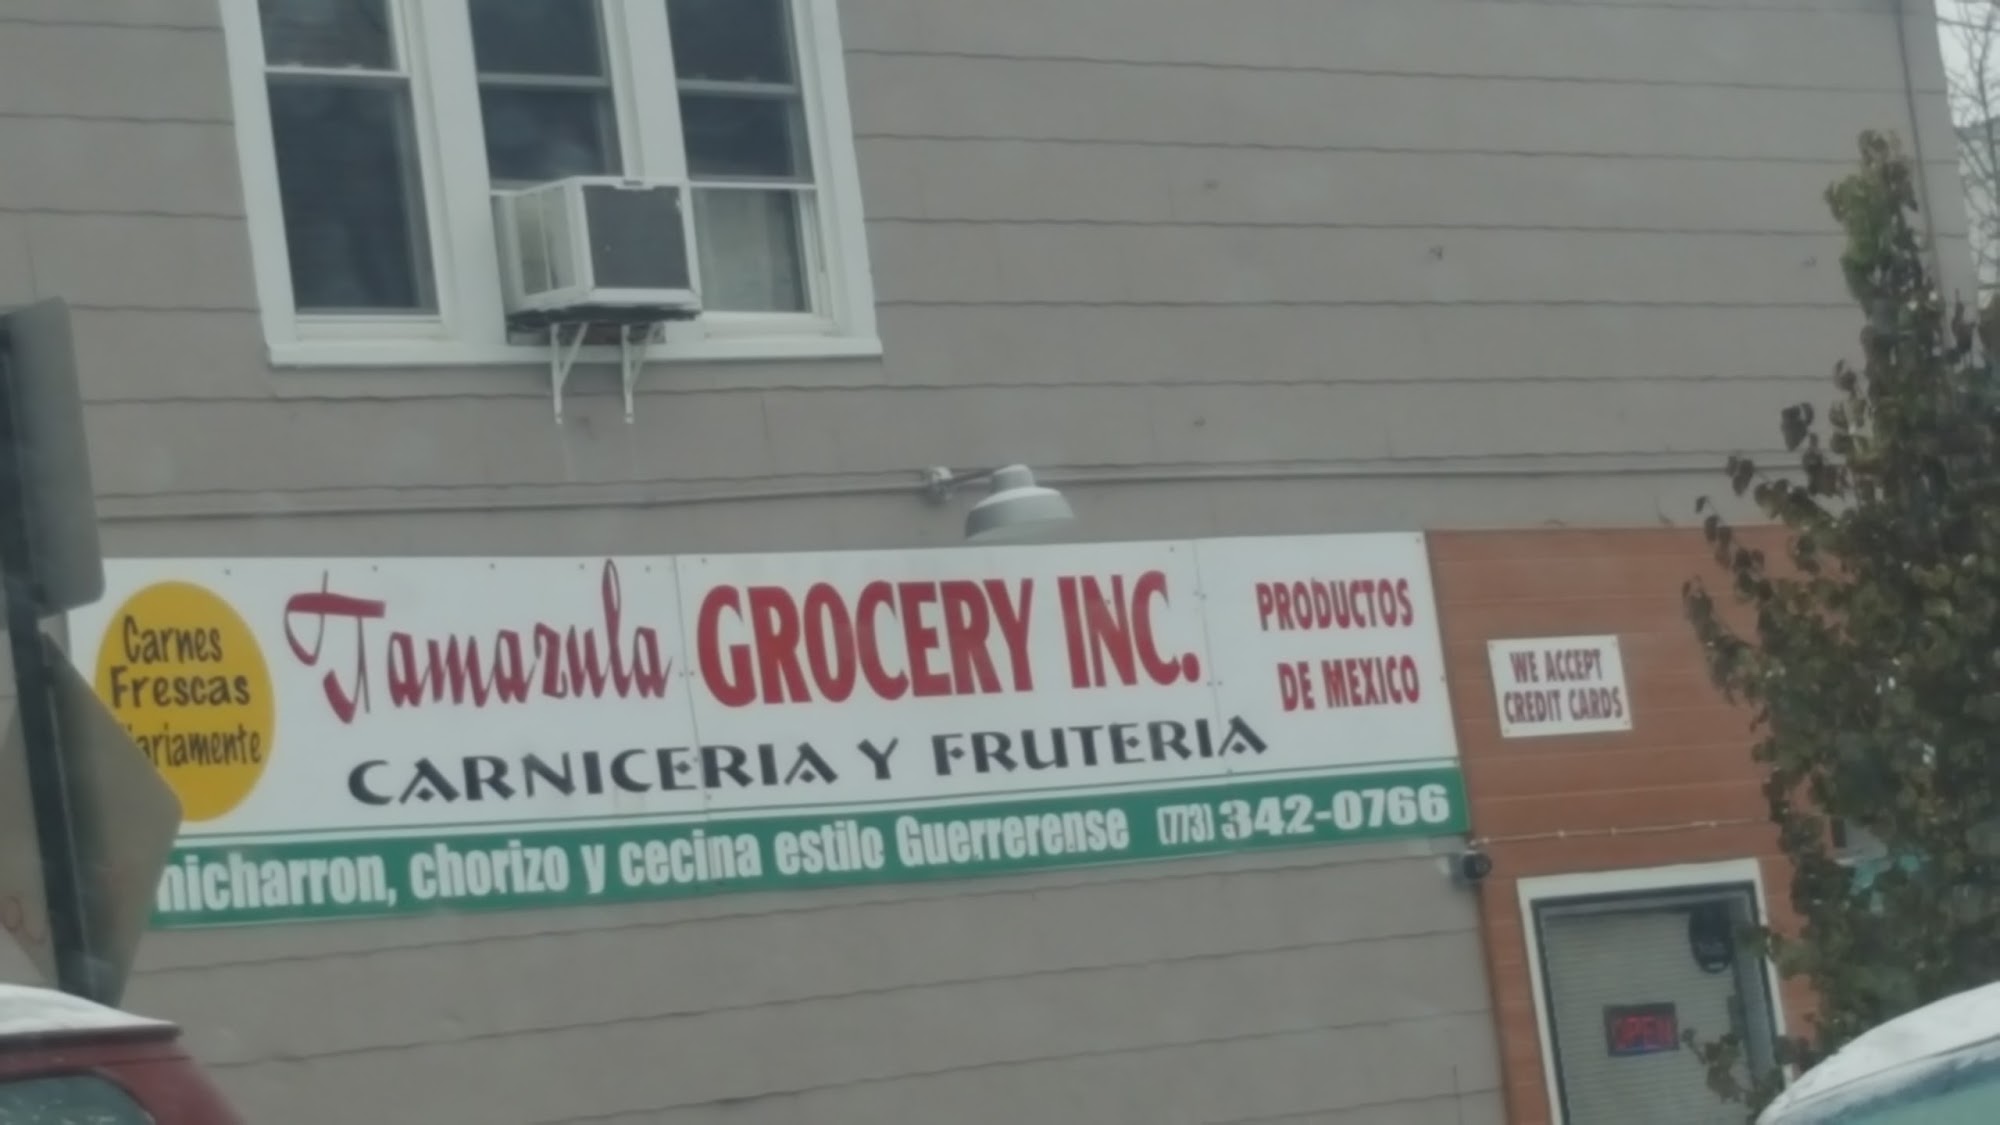 Carnes
Frescas
Tamazula GROCERY INC.
CARNICERIA Y FRUTERIA
PRODUCTOS
DE MEXICO
chorizo y cecina estilo Guerrerense (773) 342-0766
WE ACCEPT
CREDIT CARDS
OPEN